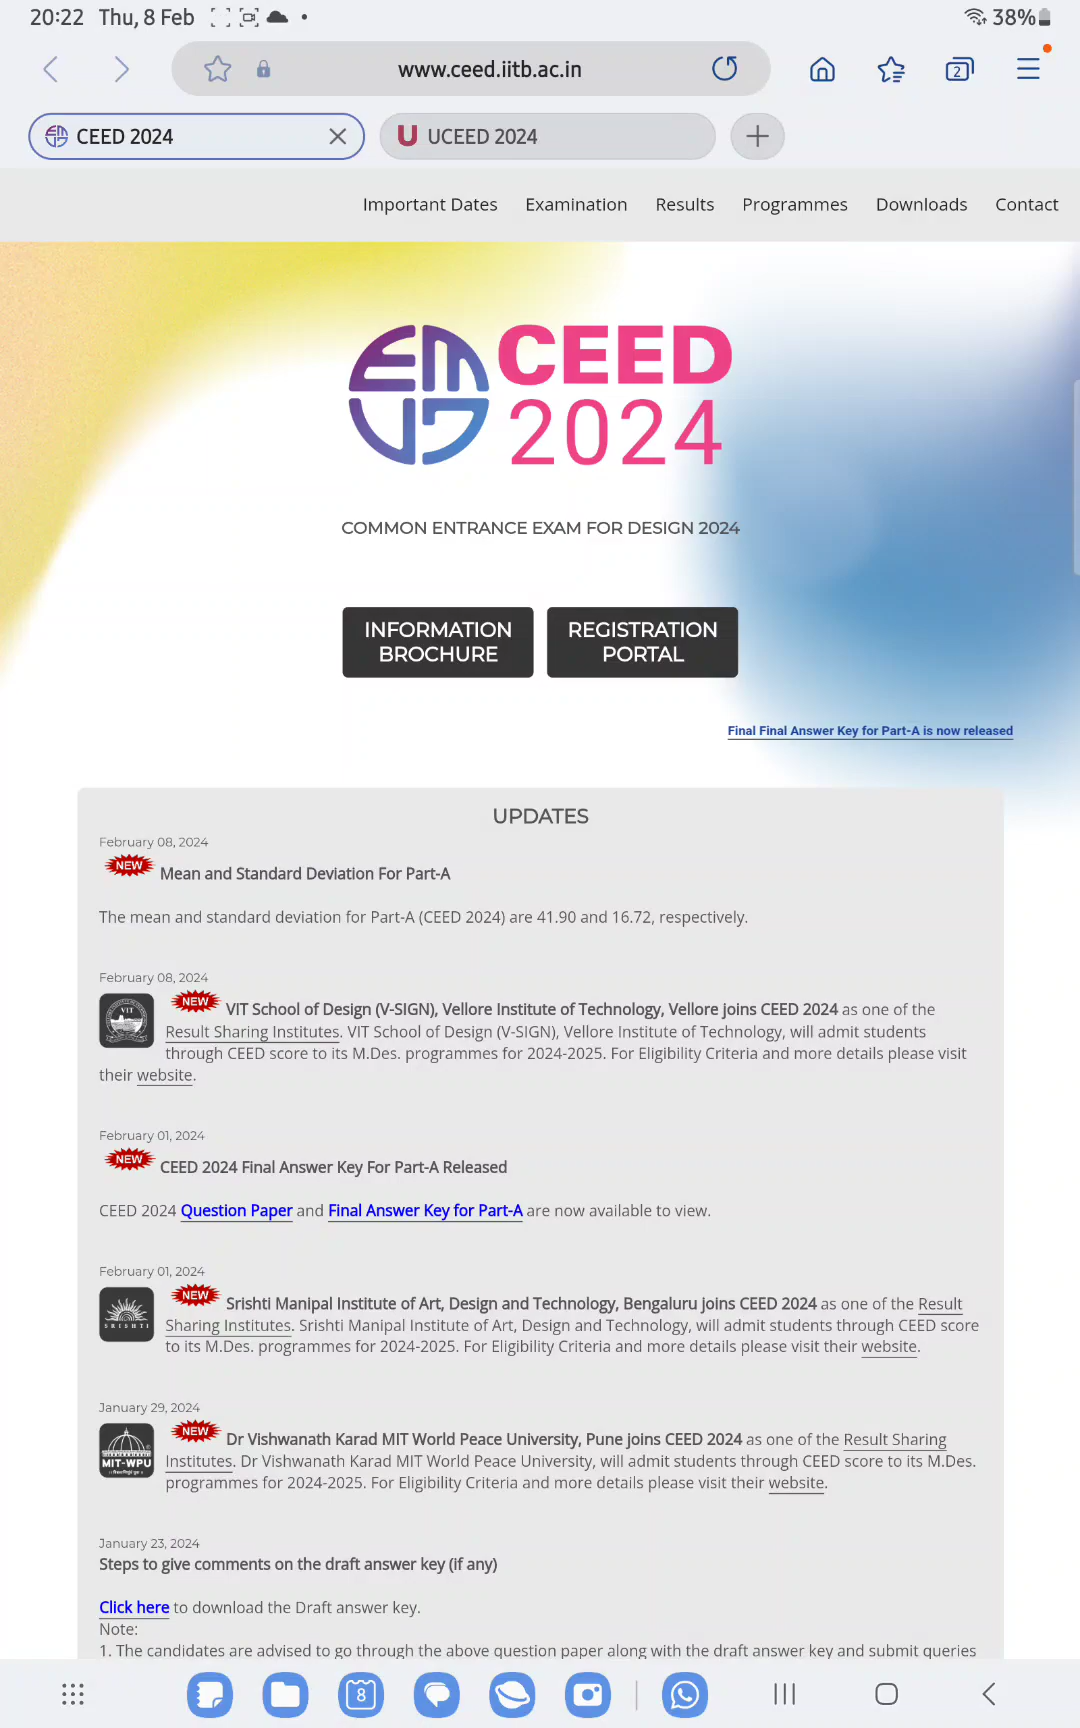 20:22 Thu, 8 Feb
38%
www.ceed.iitb.ac.in
2
CEED 2024
UCEED 2024
Important Dates Examination Results Programmes Downloads Contact
CEED
2024
COMMON ENTRANCE EXAM FOR DESIGN 2024
INFORMATION
BROCHURE
REGISTRATION
PORTAL
Final Final Answer Key for Part-A is now released
UPDATES
February 08, 2024
NEW Mean and Standard Deviation For Part-A
The mean and standard deviation for Part-A (CEED 2024) are 41.90 and 16.72, respectively.
February 08, 2024
VIT
NEW VIT School of Design (V-SIGN), Vellore Institute of Technology, Vellore joins CEED 2024 as one of the
Result Sharing Institutes. VIT School of Design (V-SIGN), Vellore Institute of Technology, will admit students
through CEED score to its M.Des. programmes for 2024-2025. For Eligibility Criteria and more details please visit
their website.
February 01, 2024
NEW CEED 2024 Final Answer Key For Part-A Released
CEED 2024 Question Paper and Final Answer Key for Part-A are now available to view.
February 01, 2024
SRISHTI
NEW Srishti Manipal Institute of Art, Design and Technology, Bengaluru joins CEED 2024 as one of the Result
Sharing Institutes. Srishti Manipal Institute of Art, Design and Technology, will admit students through CEED score
to its M.Des. programmes for 2024-2025. For Eligibility Criteria and more details please visit their website.
January 29, 2024
MIT-WPU
NEW Dr Vishwanath Karad MIT World Peace University, Pune joins CEED 2024 as one of the Result Sharing
Institutes. Dr Vishwanath Karad MIT World Peace University, will admit students through CEED score to its M.Des.
programmes for 2024-2025. For Eligibility Criteria and more details please visit their website.
January 23, 2024
Steps to give comments on the draft answer key (if any)
Click here to download the Draft answer key.
Note:
1. The candidates are advised to go through the above question paper along with the draft answer key and submit queries
8